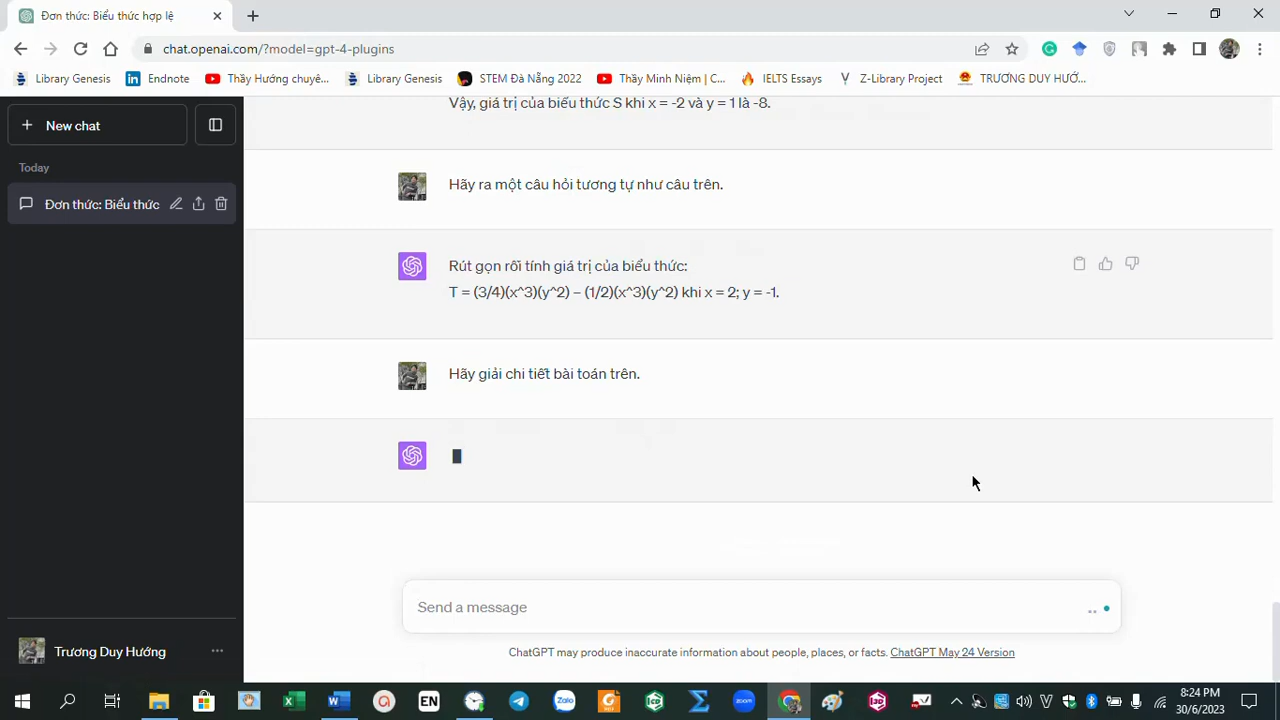 Đơn thức: Biểu thức hợp lệ
chat.openai.com/?model=gpt-4-plugins
Library Genesis
Endnote
Thầy Hướng chuyê...
Library Genesis
STEM Đà Nẵng 2022
Thầy Minh Niệm | C...
IELTS Essays
Z-Library Project
TRƯƠNG DUY HƯỚ...
New chat
Today
Đơn thức: Biểu thức
Vậy, giá trị của biểu thức S khi x = -2 và y = 1 là -8.
Hãy ra một câu hỏi tương tự như câu trên.
Rút gọn rồi tính giá trị của biểu thức:
T = (3/4)(x^3)(y^2) – (1/2)(x^3)(y^2) khi x = 2; y = -1.
Hãy giải chi tiết bài toán trên.
Send a message
ChatGPT may produce inaccurate information about people, places, or facts. ChatGPT May 24 Version
Trương Duy Hướng
EN
Zalo
zoom
8:24 PM
30/6/2023